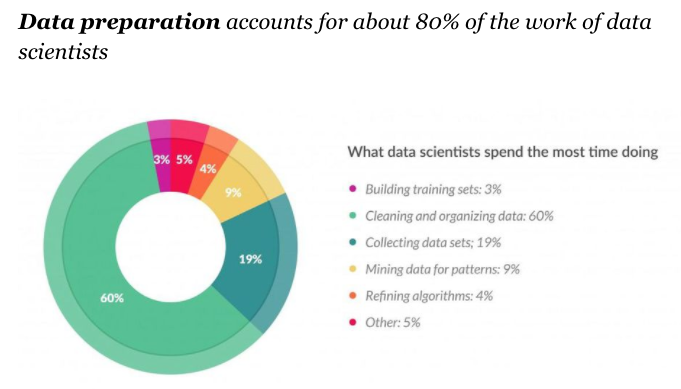 Data preparation accounts for about 80% of the work of data
scientists
What data scientists spend the most time doing
Building training sets: 3%
Cleaning and organizing data: 60%
Collecting data sets; 19%
Mining data for patterns: 9%
Refining algorithms: 4%
Other: 5%
3%
5%
4%
9%
19%
60%